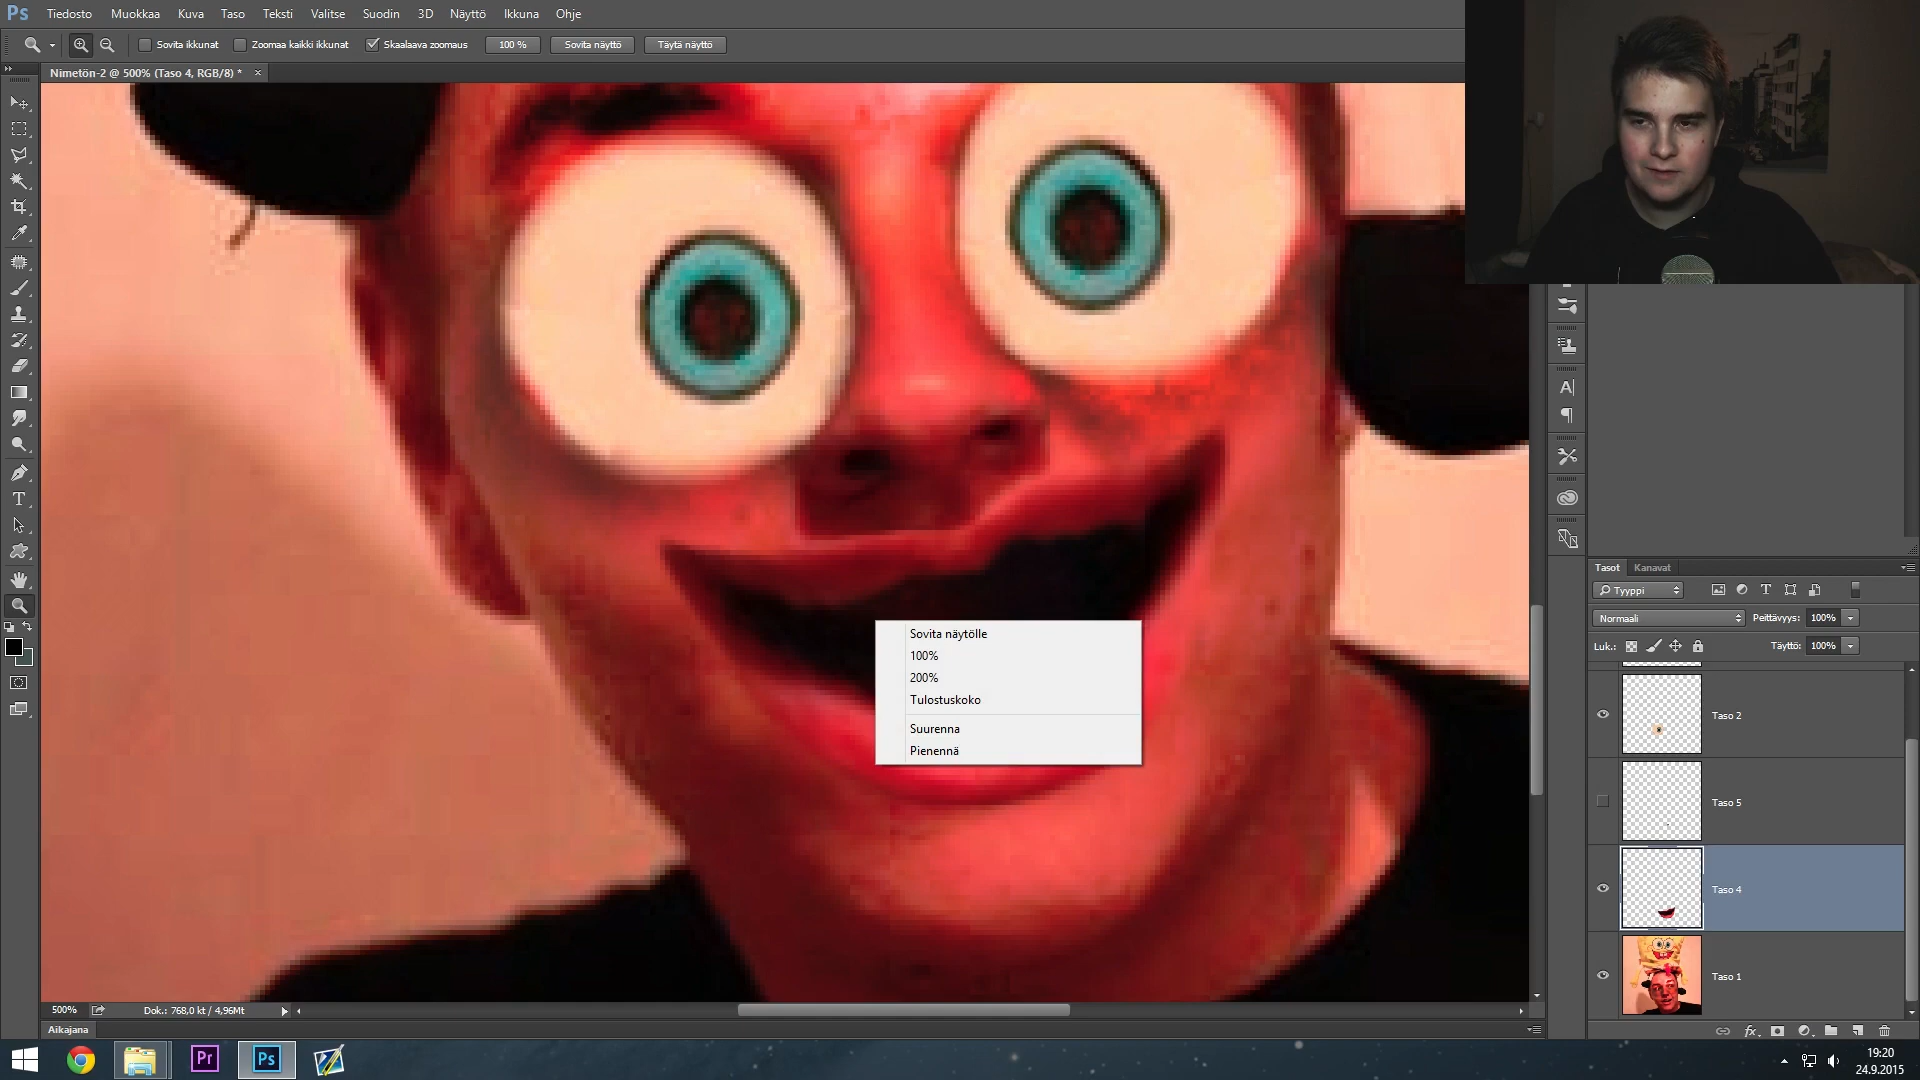 Ps Tiedosto Muokkaa Kuva Taso Teksti Valitse Suodin 3D Näyttö Ikkuna Ohje
Sovita ikkunat Zoomaa kaikki ikkunat Skaalaava zoomaus 100 % Sovita näyttö Täytä näyttö
Nimetön-2 @ 500% (Taso 4, RGB/8) * ×
Sovita näytölle
100%
200%
Tulostuskoko
Suurenna
Pienennä
Tasot Kanavat
Tyyppi
Normaali Peittävyys: 100%
Luk.: Täyttö: 100%
Taso 2
Taso 5
Taso 4
Taso 1
500% Dok.: 768,0 kt / 4,96Mt
Aikajana
Pr Ps
19:20
24.9.2015